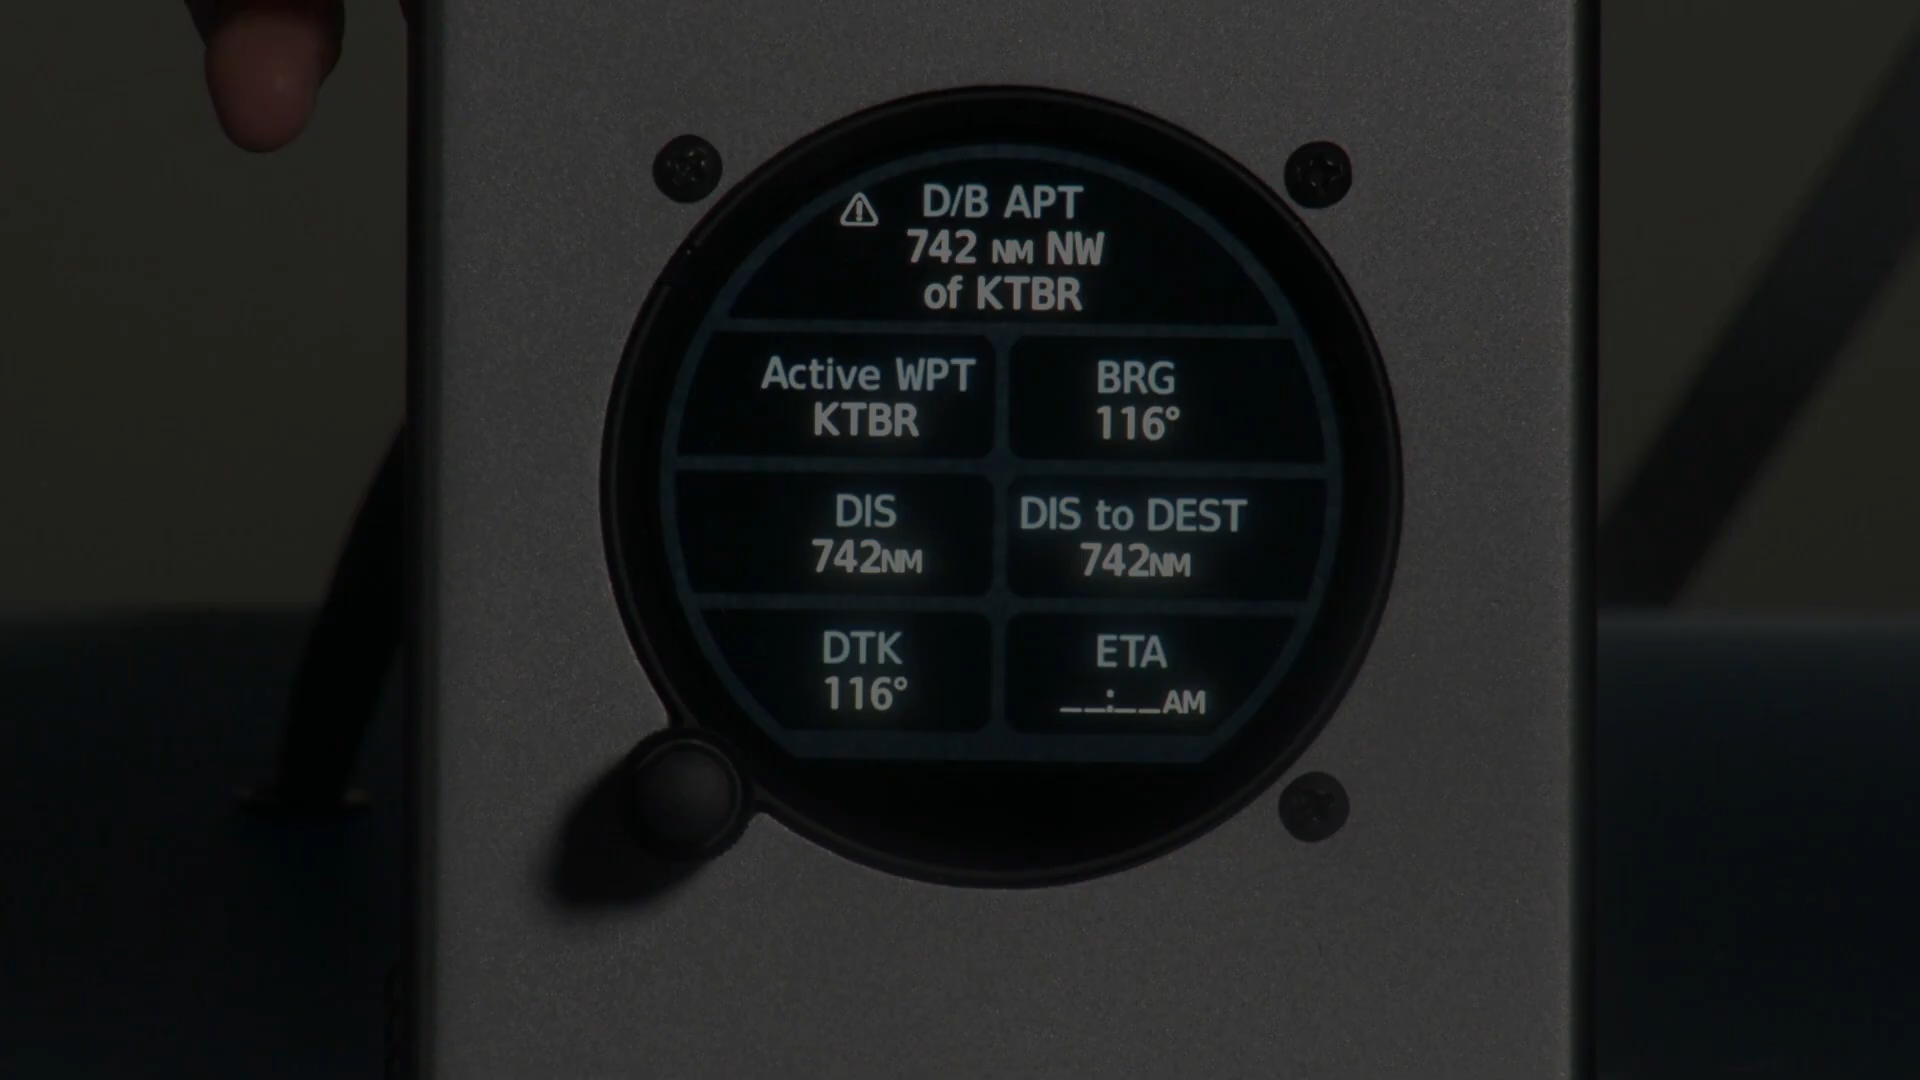 D/B APT
742 NM NW
of KTBR
Active WPT
KTBR
BRG
116°
DIS
742NM
DIS to DEST
742NM
DTK
116°
ETA
__:__AM